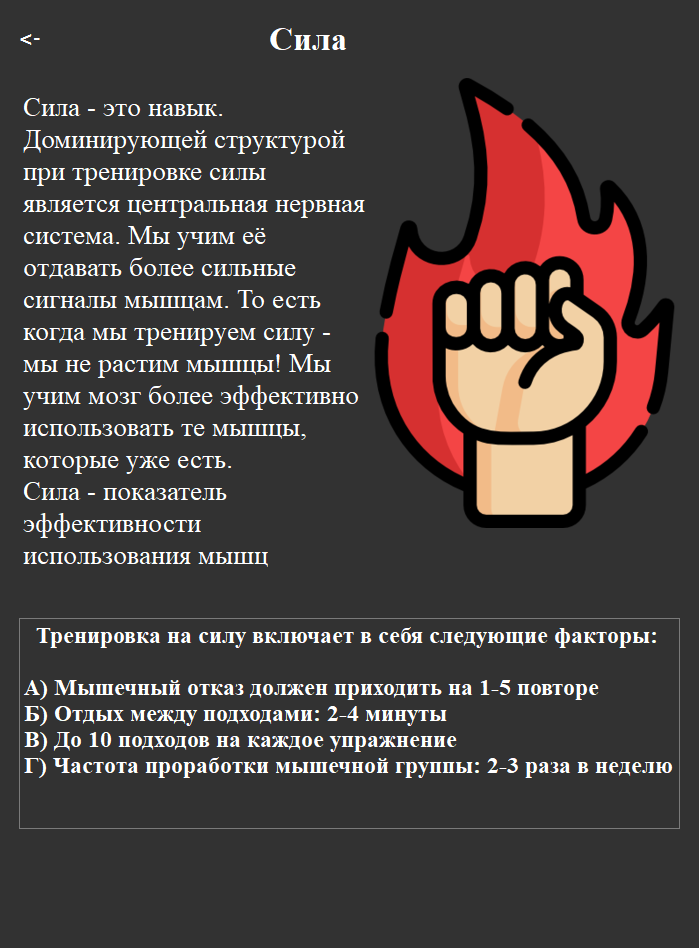 <-
Сила
Сила - это навык.
Доминирующей структурой
при тренировке силы
является центральная нервная
система. Мы учим её
отдавать более сильные
сигналы мышцам. То есть
когда мы тренируем силу -
мы не растим мышцы! Мы
учим мозг более эффективно
использовать те мышцы,
которые уже есть.
Сила - показатель
эффективности
использования мышц
Тренировка на силу включает в себя следующие факторы:
А) Мышечный отказ должен приходить на 1-5 повторе
Б) Отдых между подходами: 2-4 минуты
В) До 10 подходов на каждое упражнение
Г) Частота проработки мышечной группы: 2-3 раза в неделю